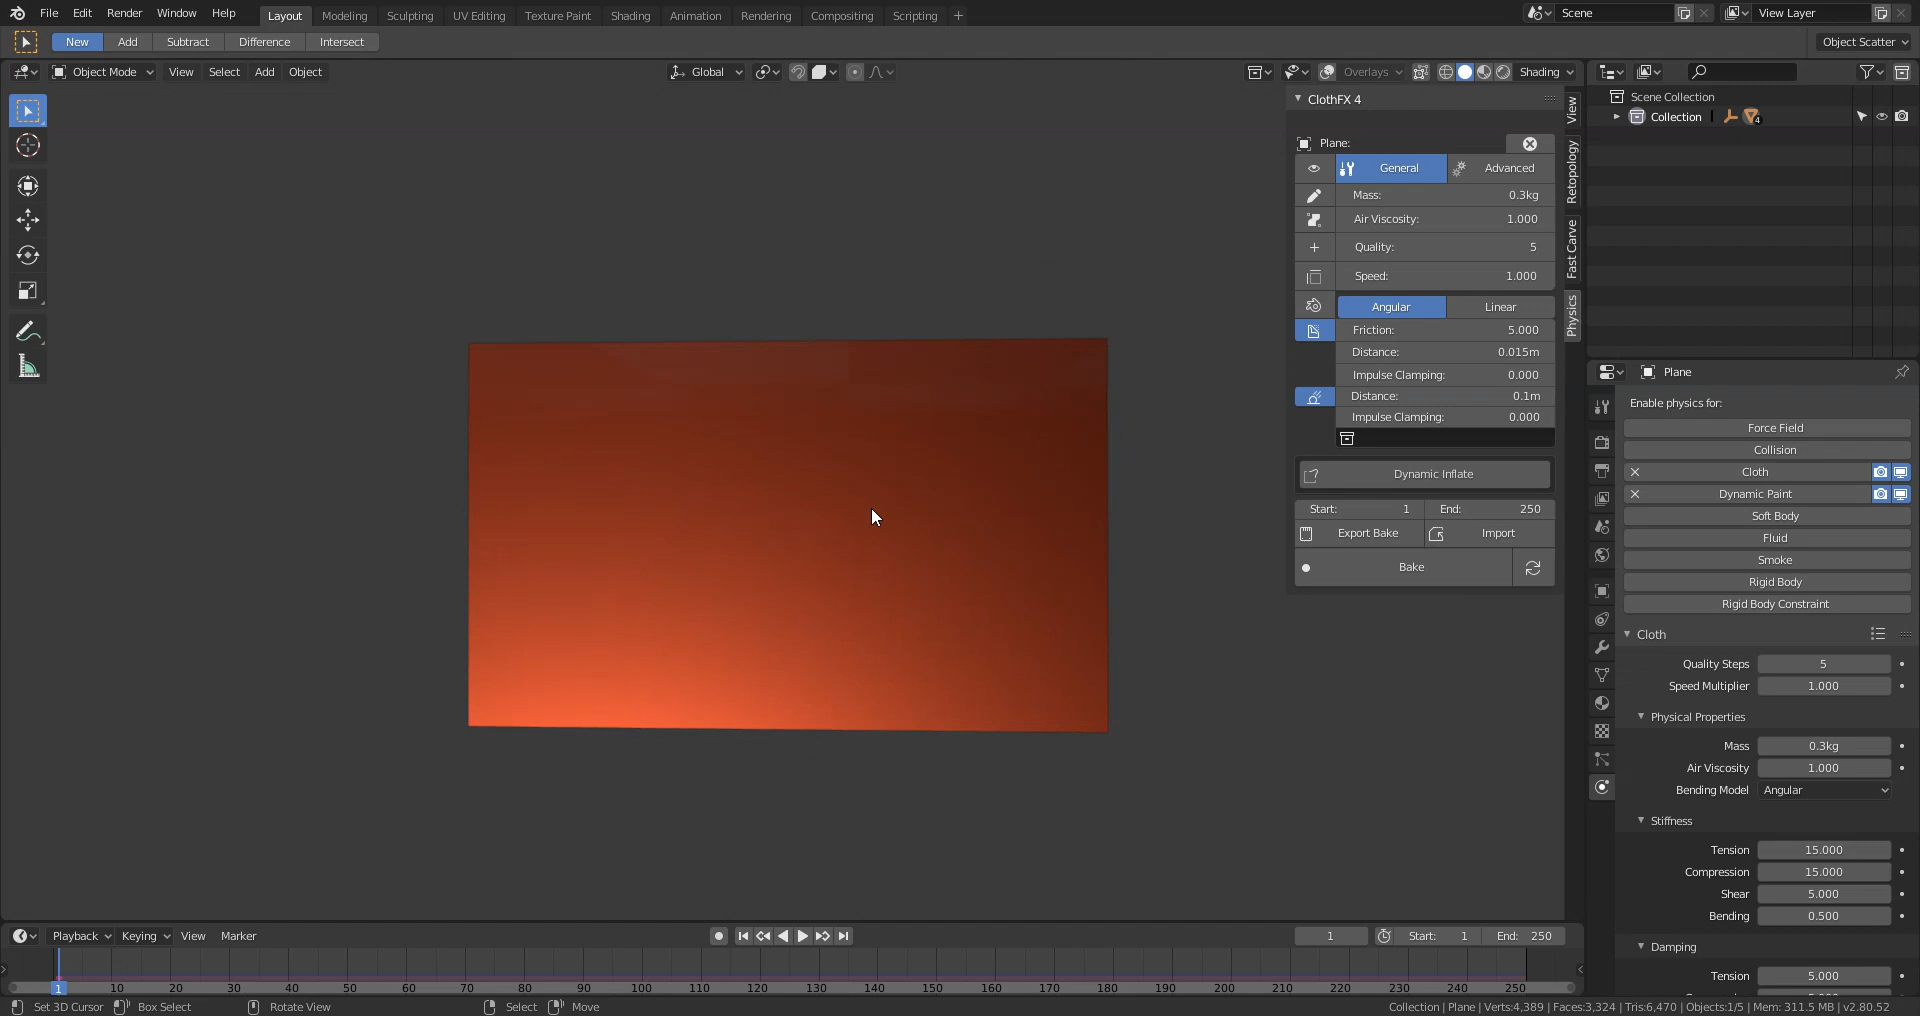 File Edit Render Window Help Layout Modeling Sculpting UV Editing Texture Paint Shading Animation Rendering Compositing Scripting + Scene View Layer
New Add Subtract Difference Intersect Object Scatter
Object Mode View Select Add Object Global Overlays Shading
ClothFX 4
Plane:
General Advanced
Mass: 0.3kg
Air Viscosity: 1.000
Quality: 5
Speed: 1.000
Angular Linear
Friction: 5.000
Distance: 0.015m
Impulse Clamping: 0.000
Distance: 0.1m
Impulse Clamping: 0.000
Dynamic Inflate
Start: 1 End: 250
Export Bake Import
Bake
View
Retopology
Fast Carve
Physics
Scene Collection
Collection 4
Plane
Enable physics for:
Force Field
Collision
Cloth
Dynamic Paint
Soft Body
Fluid
Smoke
Rigid Body
Rigid Body Constraint
Cloth
Quality Steps 5
Speed Multiplier 1.000
Physical Properties
Mass 0.3kg
Air Viscosity 1.000
Bending Model Angular
Stiffness
Tension 15.000
Compression 15.000
Shear 5.000
Bending 0.500
Damping
Tension 5.000
Playback Keying View Marker 1 Start: 1 End: 250
1 10 20 30 40 50 60 70 80 90 100 110 120 130 140 150 160 170 180 190 200 210 220 230 240 250
Set 3D Cursor Box Select Rotate View Select Move Collection | Plane | Verts:4,389 | Faces:3,324 | Tris:6,470 | Objects:1/5 | Mem: 311.5 MB | v2.80.52